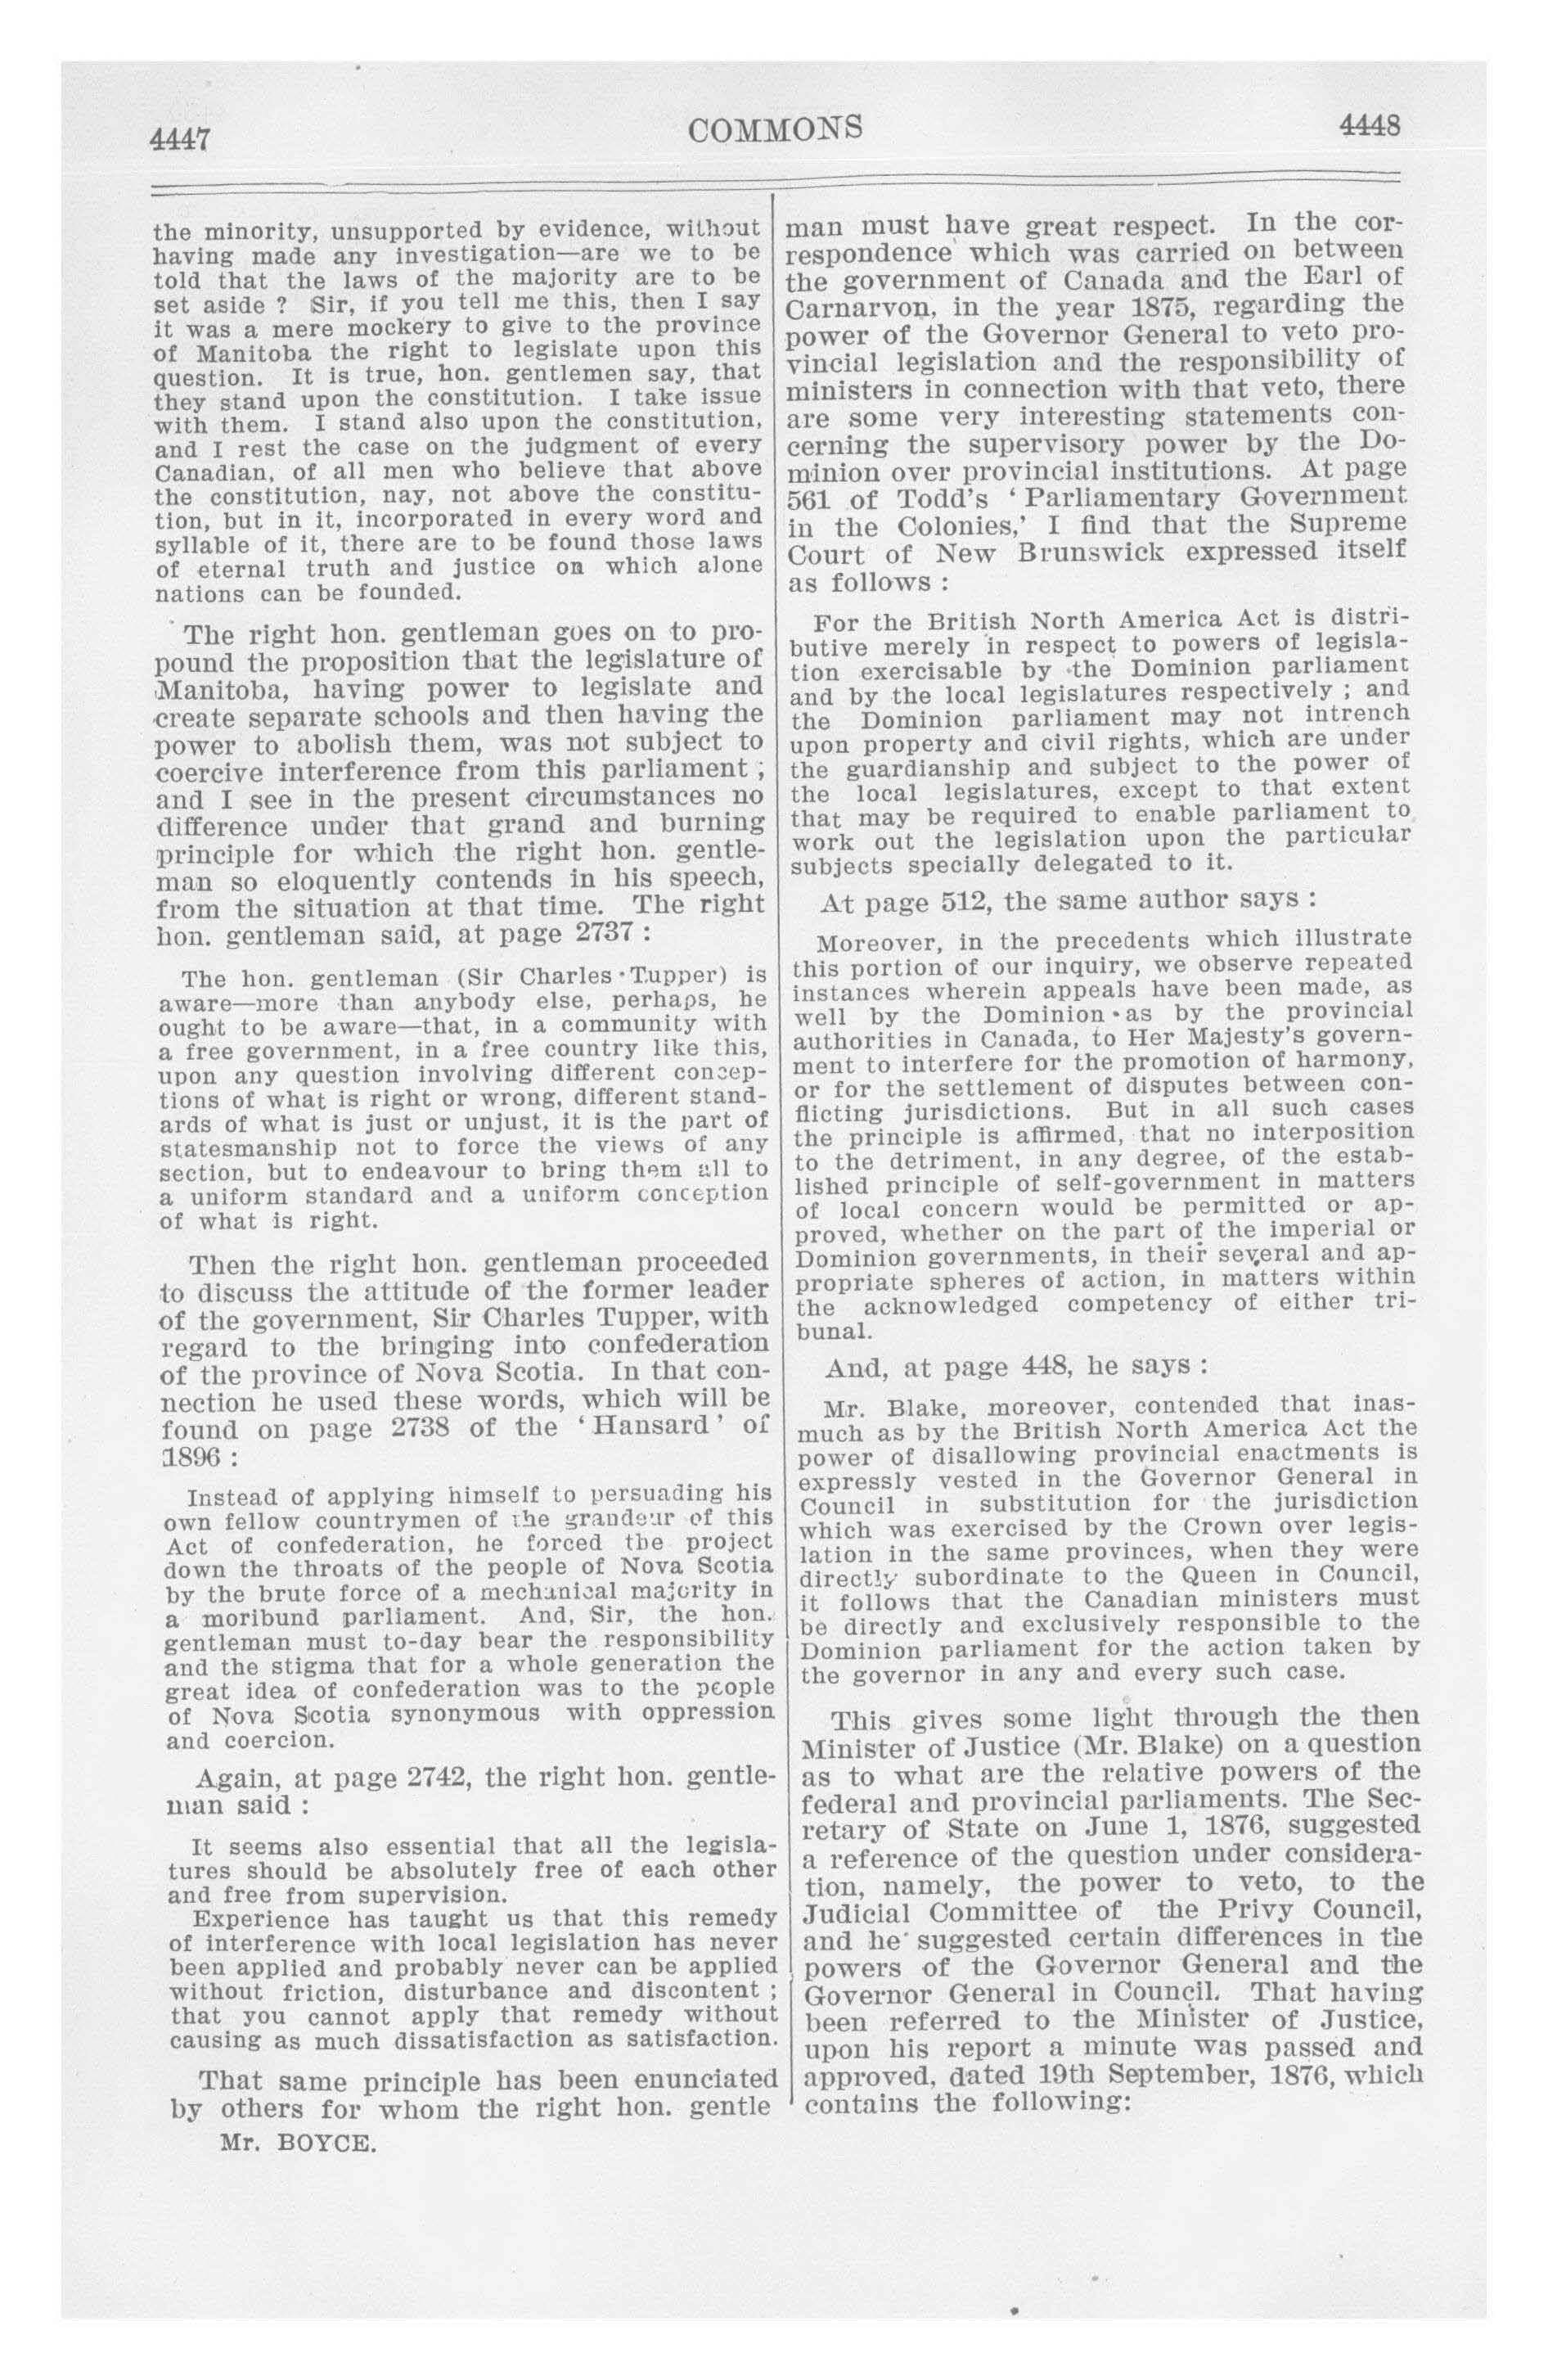 4447
COMMONS
4448
the minority, unsupported by evidence, without
having made any investigation—are we to be
told that the laws of the majority are to be
set aside ? Sir, if you tell me this, then I say
it was a mere mockery to give to the province
of Manitoba the right to legislate upon this
question. It is true, hon. gentlemen say, that
they stand upon the constitution. I take issue
with them. I stand also upon the constitution,
and I rest the case on the judgment of every
Canadian, of all men who believe that above
the constitution, nay, not above the constitu-
tion, but in it, incorporated in every word and
syllable of it, there are to be found those laws
of eternal truth and justice on which alone
nations can be founded.
The right hon. gentleman goes on to pro-
pound the proposition that the legislature of
Manitoba, having power to legislate and
create separate schools and then having the
power to abolish them, was not subject to
coercive interference from this parliament ;
and I see in the present circumstances no
difference under that grand and burning
principle for which the right hon. gentle-
man so eloquently contends in his speech,
from the situation at that time. The right
hon. gentleman said, at page 2737 :
The hon. gentleman (Sir Charles Tupper) is
aware—more than anybody else, perhaps, he
ought to be aware—that, in a community with
a free government, in a free country like this,
upon any question involving different concep-
tions of what is right or wrong, different stand-
ards of what is just or unjust, it is the part of
statesmanship not to force the views of any
section, but to endeavour to bring them all to
a uniform standard and a uniform conception
of what is right.
Then the right hon. gentleman proceeded
to discuss the attitude of the former leader
of the government, Sir Charles Tupper, with
regard to the bringing into confederation
of the province of Nova Scotia. In that con-
nection he used these words, which will be
found on page 2738 of the ‘ Hansard ’ of
1896 :
Instead of applying himself to persuading his
own fellow countrymen of the grandeur of this
Act of confederation, he forced the project
down the throats of the people of Nova Scotia
by the brute force of a mechanical majority in
a moribund parliament. And, Sir, the hon.
gentleman must to-day bear the responsibility
and the stigma that for a whole generation the
great idea of confederation was to the people
of Nova Scotia synonymous with oppression
and coercion.
Again, at page 2742, the right hon. gentle-
man said :
It seems also essential that all the legisla-
tures should be absolutely free of each other
and free from supervision.
Experience has taught us that this remedy
of interference with local legislation has never
been applied and probably never can be applied
without friction, disturbance and discontent ;
that you cannot apply that remedy without
causing as much dissatisfaction as satisfaction.
That same principle has been enunciated
by others for whom the right hon. gentle
Mr. BOYCE.
man must have great respect. In the cor-
respondence which was carried on between
the government of Canada and the Earl of
Carnarvon, in the year 1875, regarding the
power of the Governor General to veto pro-
vincial legislation and the responsibility of
ministers in connection with that veto, there
are some very interesting statements con-
cerning the supervisory power by the Do-
minion over provincial institutions. At page
561 of Todd’s ‘ Parliamentary Government
in the Colonies,’ I find that the Supreme
Court of New Brunswick expressed itself
as follows :
For the British North America Act is distri-
butive merely in respect to powers of legisla-
tion exercisable by the Dominion parliament
and by the local legislatures respectively ; and
the Dominion parliament may not intrench
upon property and civil rights, which are under
the guardianship and subject to the power of
the local legislatures, except to that extent
that may be required to enable parliament to
work out the legislation upon the particular
subjects specially delegated to it.
At page 512, the same author says :
Moreover, in the precedents which illustrate
this portion of our inquiry, we observe repeated
instances wherein appeals have been made, as
well by the Dominion as by the provincial
authorities in Canada, to Her Majesty’s govern-
ment to interfere for the promotion of harmony,
or for the settlement of disputes between con-
flicting jurisdictions. But in all such cases
the principle is affirmed, that no interposition
to the detriment, in any degree, of the estab-
lished principle of self-government in matters
of local concern would be permitted or ap-
proved, whether on the part of the imperial or
Dominion governments, in their several and ap-
propriate spheres of action, in matters within
the acknowledged competency of either tri-
bunal.
And, at page 448, he says :
Mr. Blake, moreover, contended that inas-
much as by the British North America Act the
power of disallowing provincial enactments is
expressly vested in the Governor General in
Council in substitution for the jurisdiction
which was exercised by the Crown over legis-
lation in the same provinces, when they were
directly subordinate to the Queen in Council,
it follows that the Canadian ministers must
be directly and exclusively responsible to the
Dominion parliament for the action taken by
the governor in any and every such case.
This gives some light through the then
Minister of Justice (Mr. Blake) on a question
as to what are the relative powers of the
federal and provincial parliaments. The Sec-
retary of State on June 1, 1876, suggested
a reference of the question under considera-
tion, namely, the power to veto, to the
Judicial Committee of the Privy Council,
and he suggested certain differences in the
powers of the Governor General and the
Governor General in Council. That having
been referred to the Minister of Justice,
upon his report a minute was passed and
approved, dated 19th September, 1876, which
contains the following: